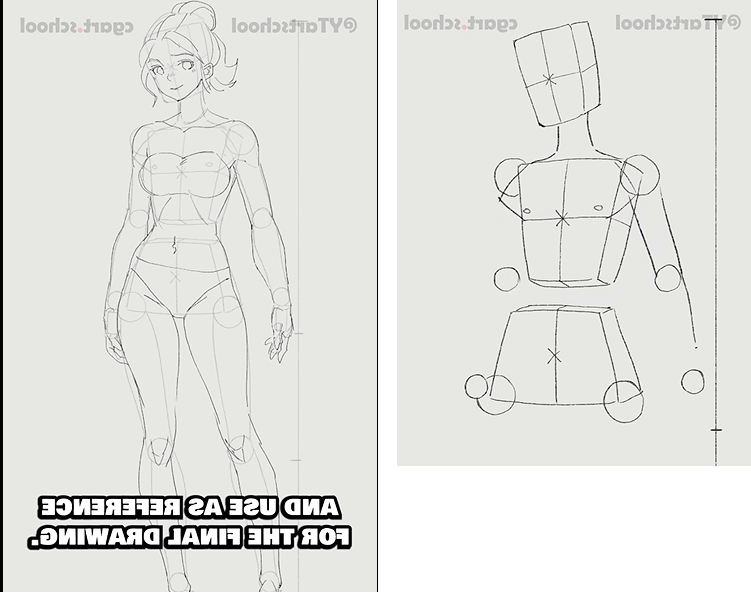 cgart.school @YTartschool
cgart.school @YTartschool
AND USE AS REFERENCE
FOR THE FINAL DRAWING.